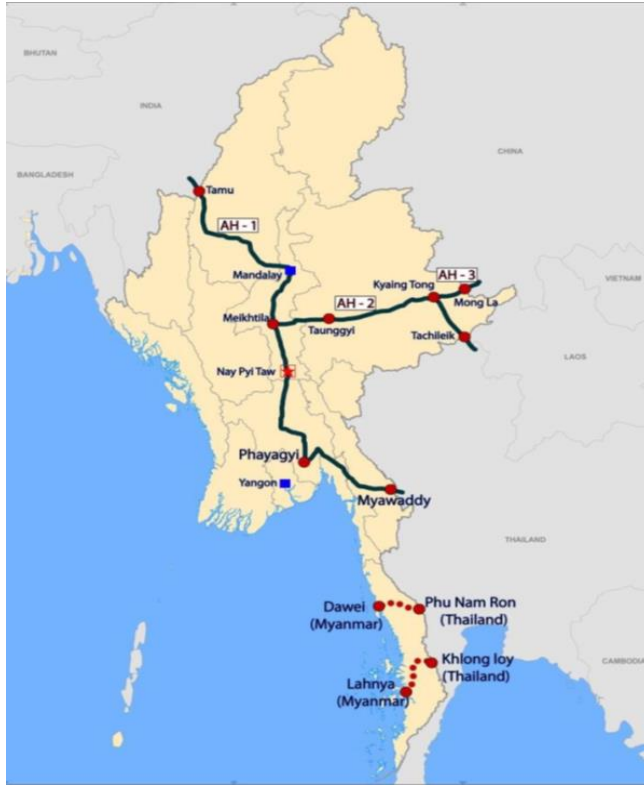 BHUTAN
INDIA
BANGLADESH
CHINA
Tamu
AH - 1
Mandalay
Kyaing Tong
AH - 3
Mong La
VIETNAM
AH - 2
Meikhtila
Taunggyi
Tachileik
LAOS
Nay Pyi Taw
Phayagyi
Yangon
Myawaddy
THAILAND
Dawei
(Myanmar)
Phu Nam Ron
(Thailand)
Khlong loy
(Thailand)
CAMBODIA
Lahnya
(Myanmar)